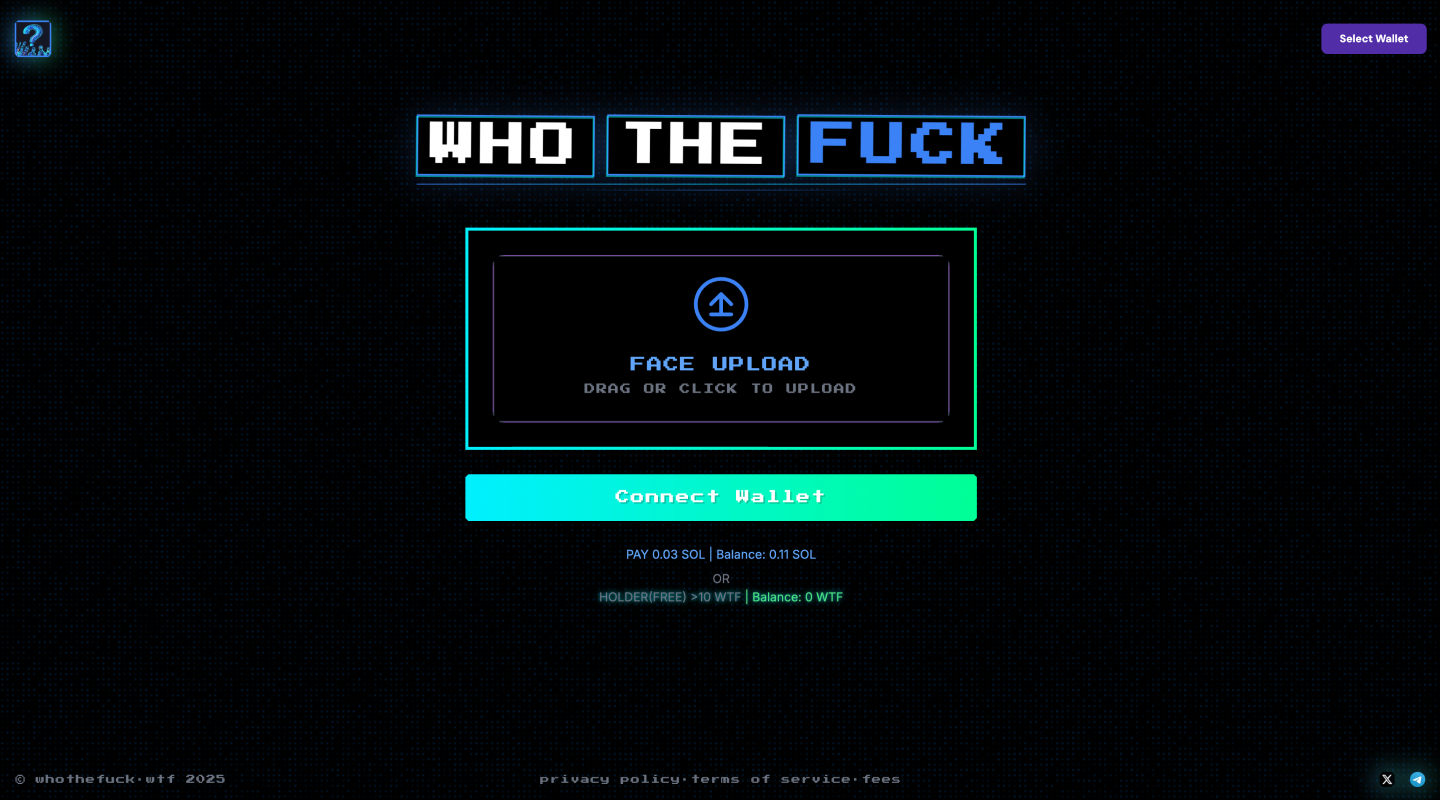 ?
Select Wallet
WHO THE FUCK
FACE UPLOAD
DRAG OR CLICK TO UPLOAD
Connect Wallet
PAY 0.03 SOL | Balance: 0.11 SOL
OR
HOLDER(FREE) >10 WTF | Balance: 0 WTF
© whothefuck·wtf 2025
privacy policy·terms of service·fees